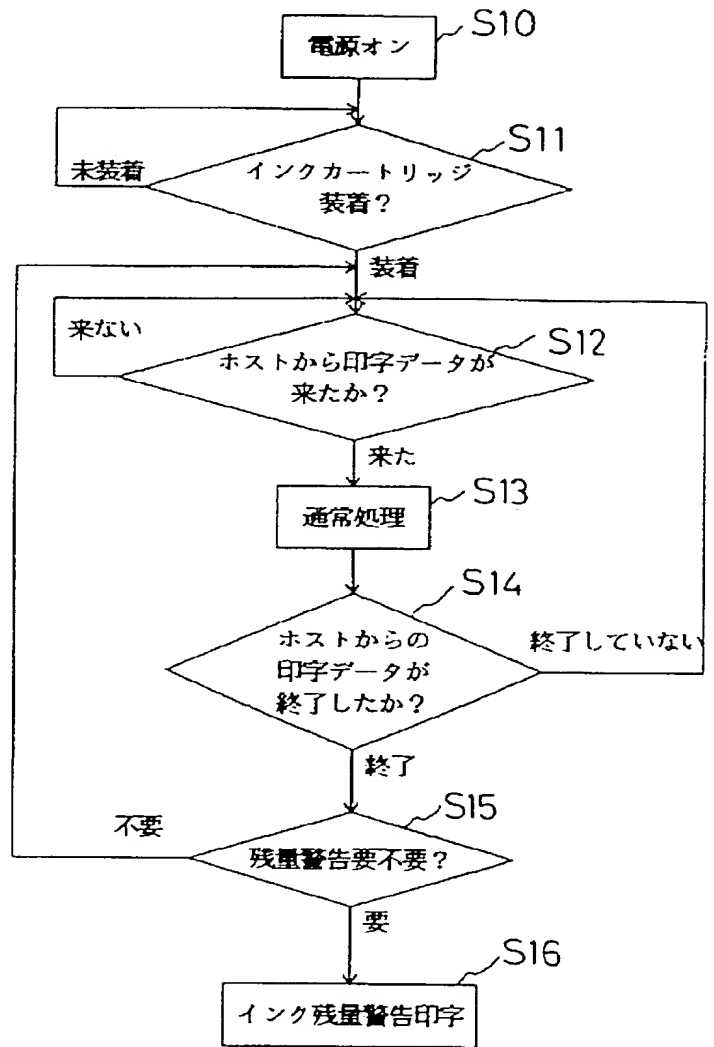 S10
電源オン
S11
未装着
インクカートリッジ
装着?
装着
来ない
S12
ホストから印字データが
来たか?
来た
S13
通常処理
S14
ホストからの
印字データが
終了したか?
終了していない
終了
S15
不要
残量警告要不要?
要
S16
インク残量警告印字